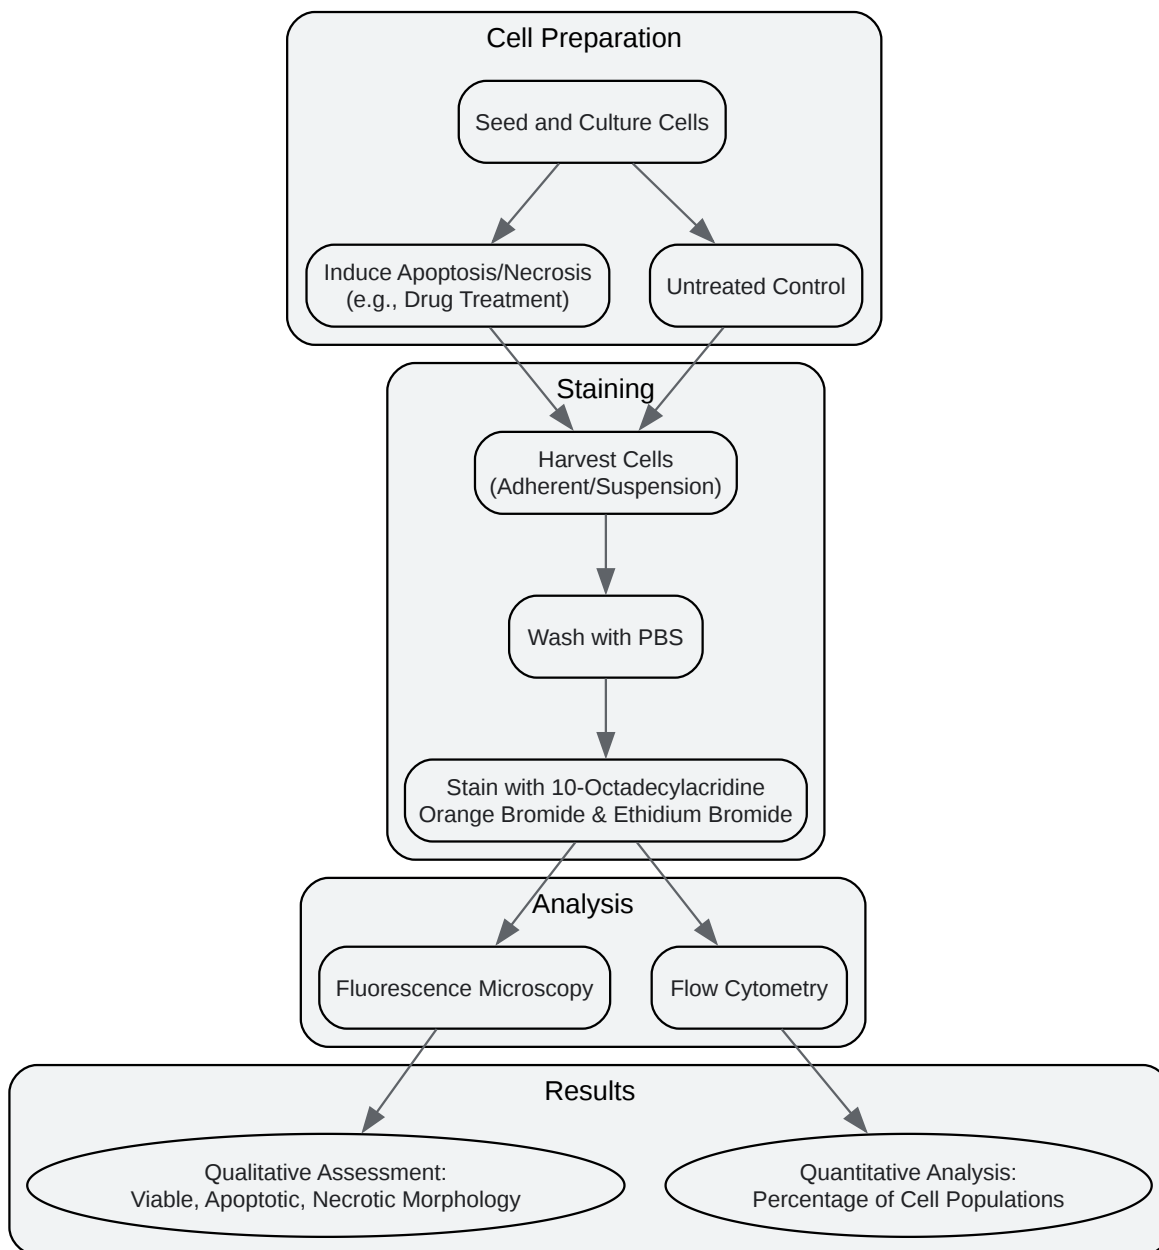 Cell Preparation
Seed and Culture Cells
Induce Apoptosis/Necrosis
(e.g., Drug Treatment)
Untreated Control
Staining
Harvest Cells
(Adherent/Suspension)
Wash with PBS
Stain with 10-Octadecylacridine
Orange Bromide & Ethidium Bromide
Analysis
Fluorescence Microscopy
Flow Cytometry
Results
Qualitative Assessment:
Viable, Apoptotic, Necrotic Morphology
Quantitative Analysis:
Percentage of Cell Populations